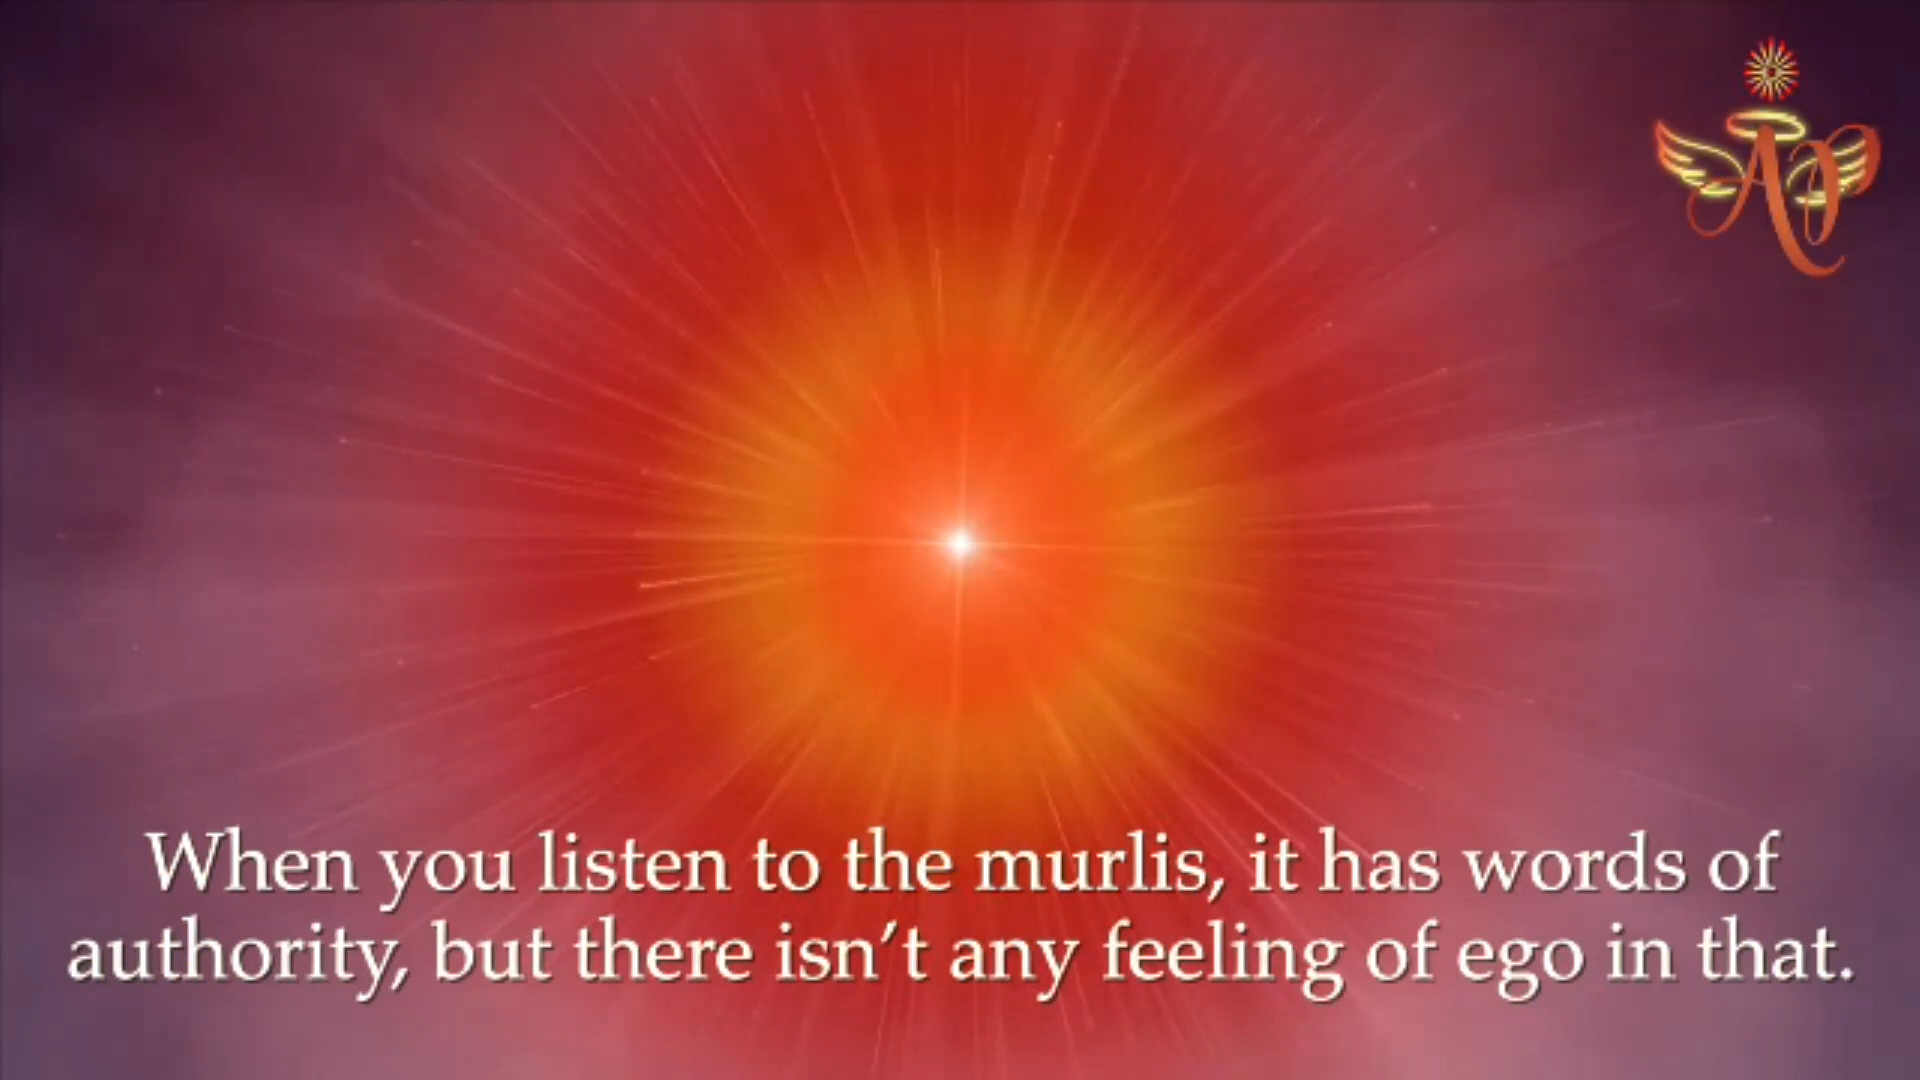 AP
When you listen to the murlis, it has words of
authority, but there isn’t any feeling of ego in that.